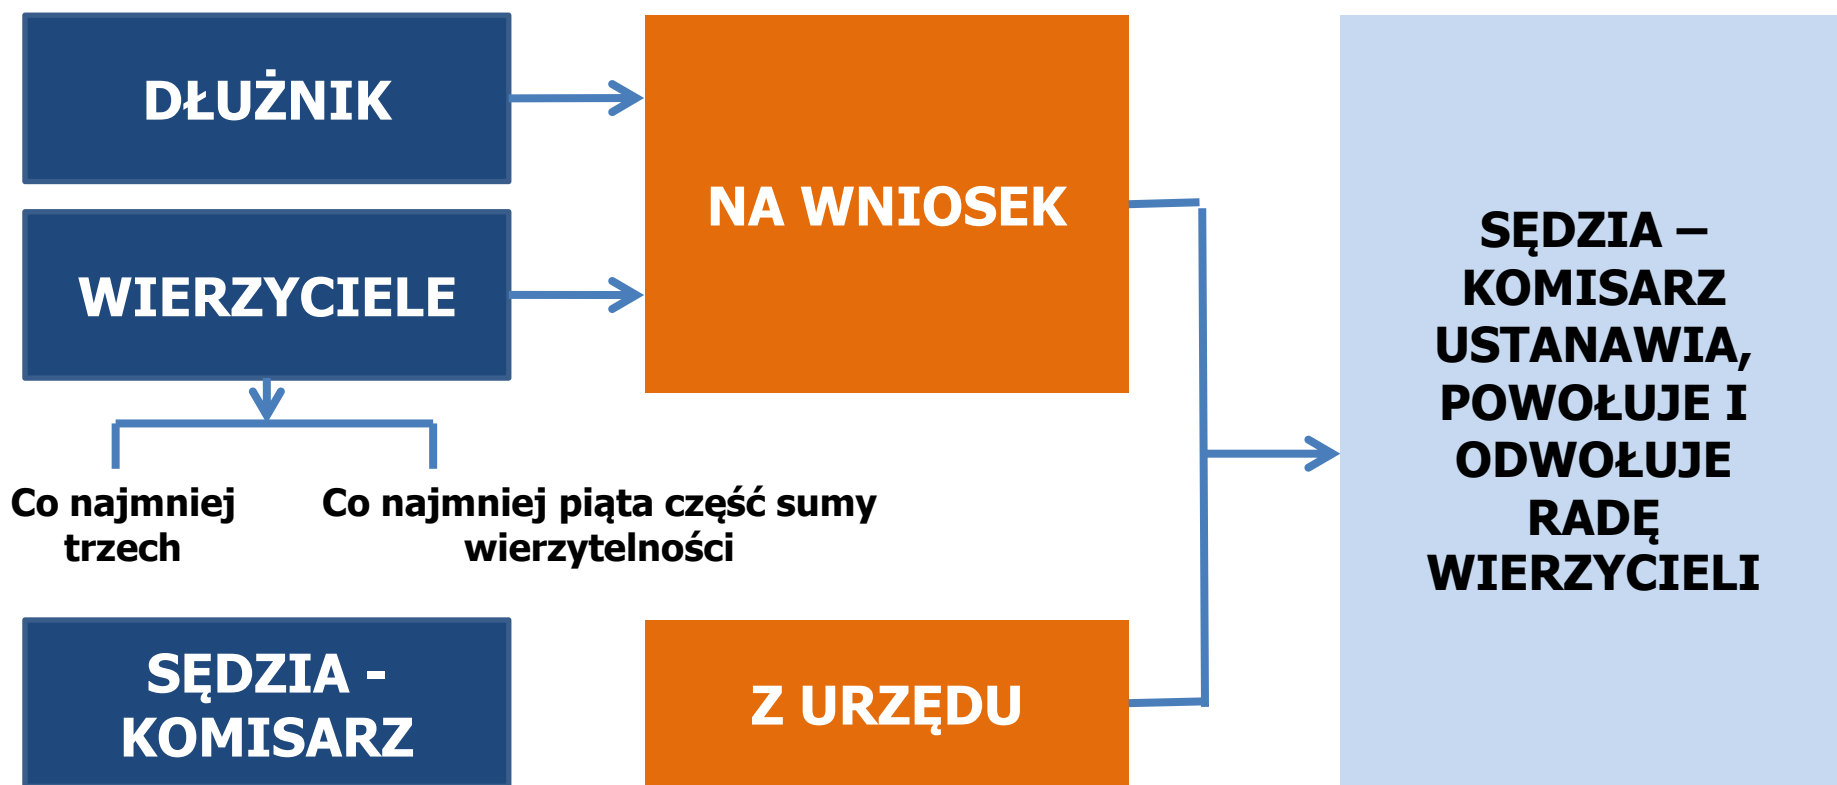 DŁUŻNIK
WIERZYCIELE
Co najmniej
trzech
Co najmniej piąta część sumy
wierzytelności
SĘDZIA -
KOMISARZ
NA WNIOSEK
Z URZĘDU
SĘDZIA –
KOMISARZ
USTANAWIA,
POWOŁUJE I
ODWOŁUJE
RADĘ
WIERZYCIELI